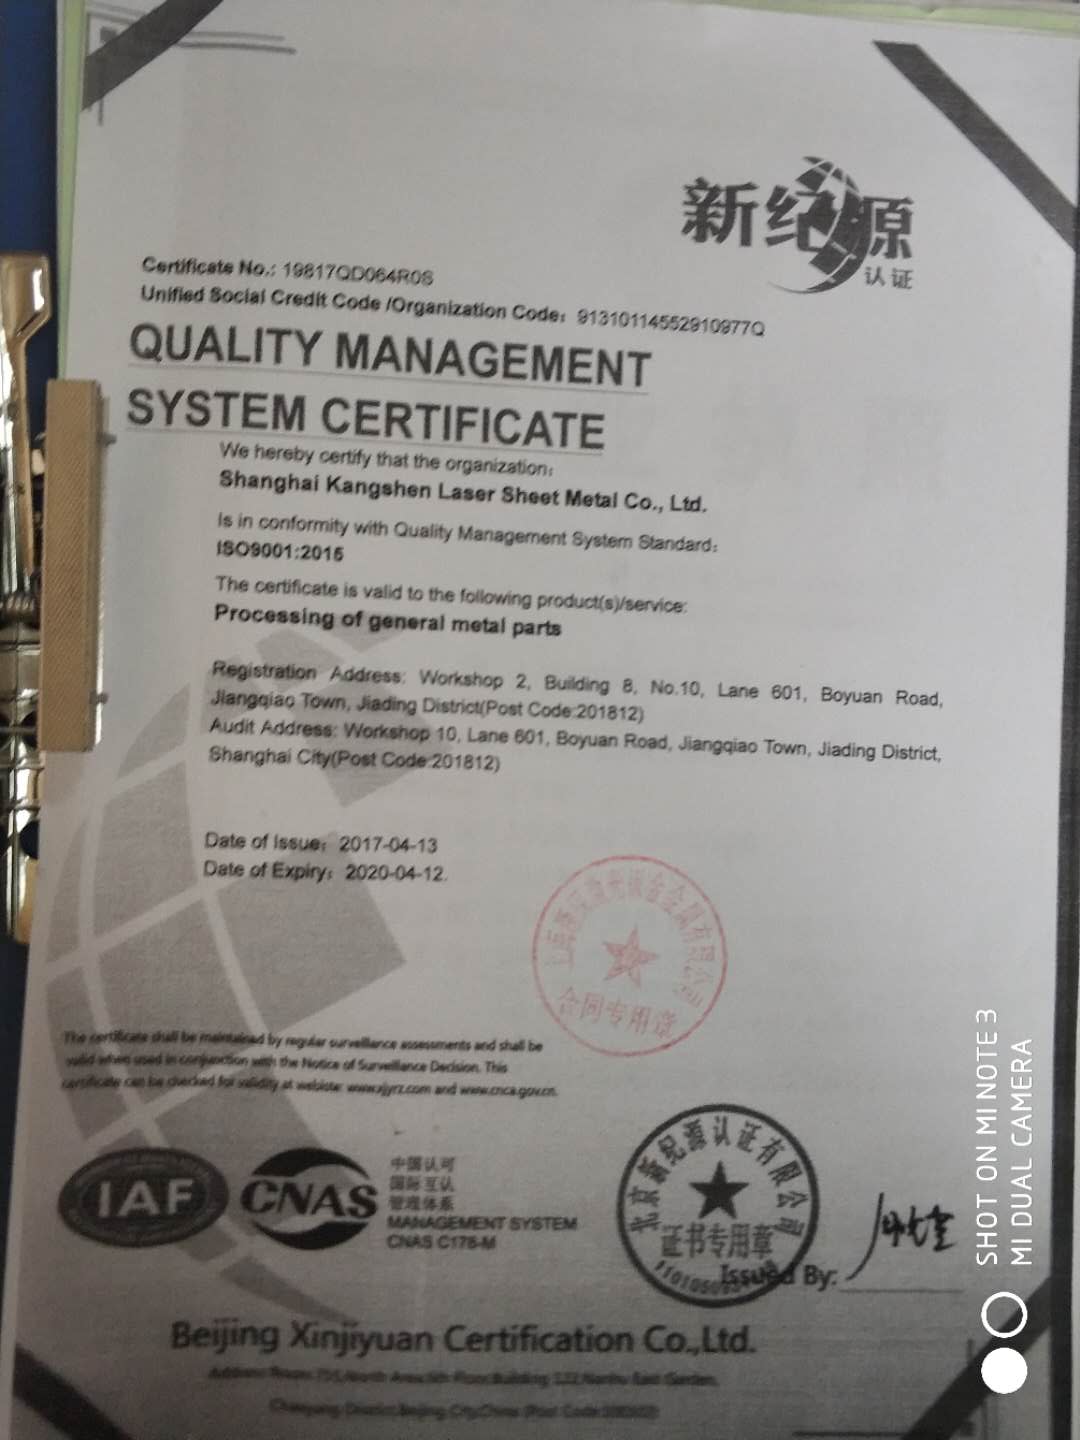 新纪源
认证
Certificate No.: 19817QD064R0S
Unified Social Credit Code /Organization Code: 91310114552910977Q
QUALITY MANAGEMENT
SYSTEM CERTIFICATE
We hereby certify that the organization:
Shanghai Kangshen Laser Sheet Metal Co., Ltd.
Is in conformity with Quality Management System Standard:
ISO9001:2015
The certificate is valid to the following product(s)/service:
Processing of general metal parts
Registration Address: Workshop 2, Building 8, No.10, Lane 601, Boyuan Road,
Jiangqiao Town, Jiading District(Post Code:201812)
Audit Address: Workshop 10, Lane 601, Boyuan Road, Jiangqiao Town, Jiading District,
Shanghai City(Post Code:201812)
Date of Issue: 2017-04-13
Date of Expiry: 2020-04-12.
合同专用章
The certificate shall be maintained by regular surveillance assessments and shall be
valid when used in conjunction with the Notice of Surveillance Decision. This
certificate can be checked for validity at website: www.xjyrz.com and www.cnca.gov.cn.
IAF
CNAS
中国认可
国际互认
管理体系
MANAGEMENT SYSTEM
CNAS C178-M
北京新纪源认证有限公司
证书专用章
Issued By:
Beijing Xinjiyuan Certification Co.,Ltd.
SHOT ON MI NOTE 3
MI DUAL CAMERA